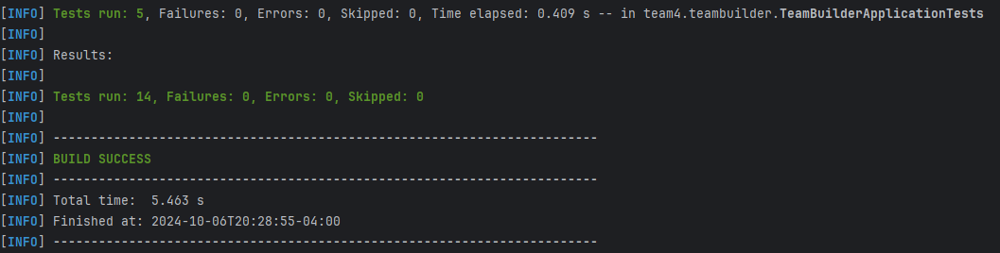 [INFO] Tests run: 5, Failures: 0, Errors: 0, Skipped: 0, Time elapsed: 0.409 s -- in team4.teambuilder.TeamBuilderApplicationTests
[INFO]
[INFO] Results:
[INFO]
[INFO] Tests run: 14, Failures: 0, Errors: 0, Skipped: 0
[INFO]
[INFO] ------------------------------------------------------------------------
[INFO] BUILD SUCCESS
[INFO] ------------------------------------------------------------------------
[INFO] Total time:  5.463 s
[INFO] Finished at: 2024-10-06T20:28:55-04:00
[INFO] ------------------------------------------------------------------------